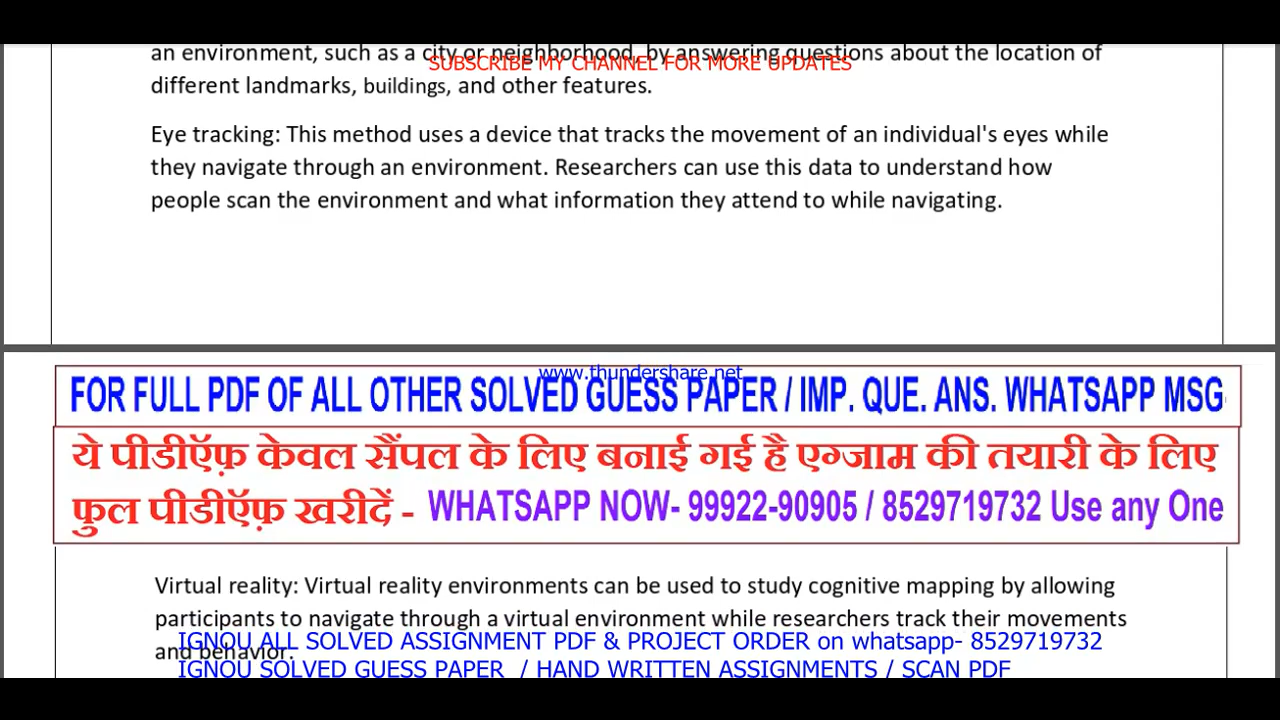 an environment, such as a city or neighborhood, by answering questions about the location of
SUBSCRIBE MY CHANNEL FOR MORE UPDATES
different landmarks, buildings, and other features.
Eye tracking: This method uses a device that tracks the movement of an individual's eyes while
they navigate through an environment. Researchers can use this data to understand how
people scan the environment and what information they attend to while navigating.
www.thundershare.net
FOR FULL PDF OF ALL OTHER SOLVED GUESS PAPER / IMP. QUE. ANS. WHATSAPP MSG
ये पीडीऍफ़ केवल सैंपल के लिए बनाई गई है एग्जाम की तयारी के लिए
फुल पीडीऍफ़ खरीदें - WHATSAPP NOW- 99922-90905 / 8529719732 Use any One
Virtual reality: Virtual reality environments can be used to study cognitive mapping by allowing
participants to navigate through a virtual environment while researchers track their movements
IGNOU ALL SOLVED ASSIGNMENT PDF & PROJECT ORDER on whatsapp- 8529719732
and behavior.
IGNOU SOLVED GUESS PAPER / HAND WRITTEN ASSIGNMENTS / SCAN PDF